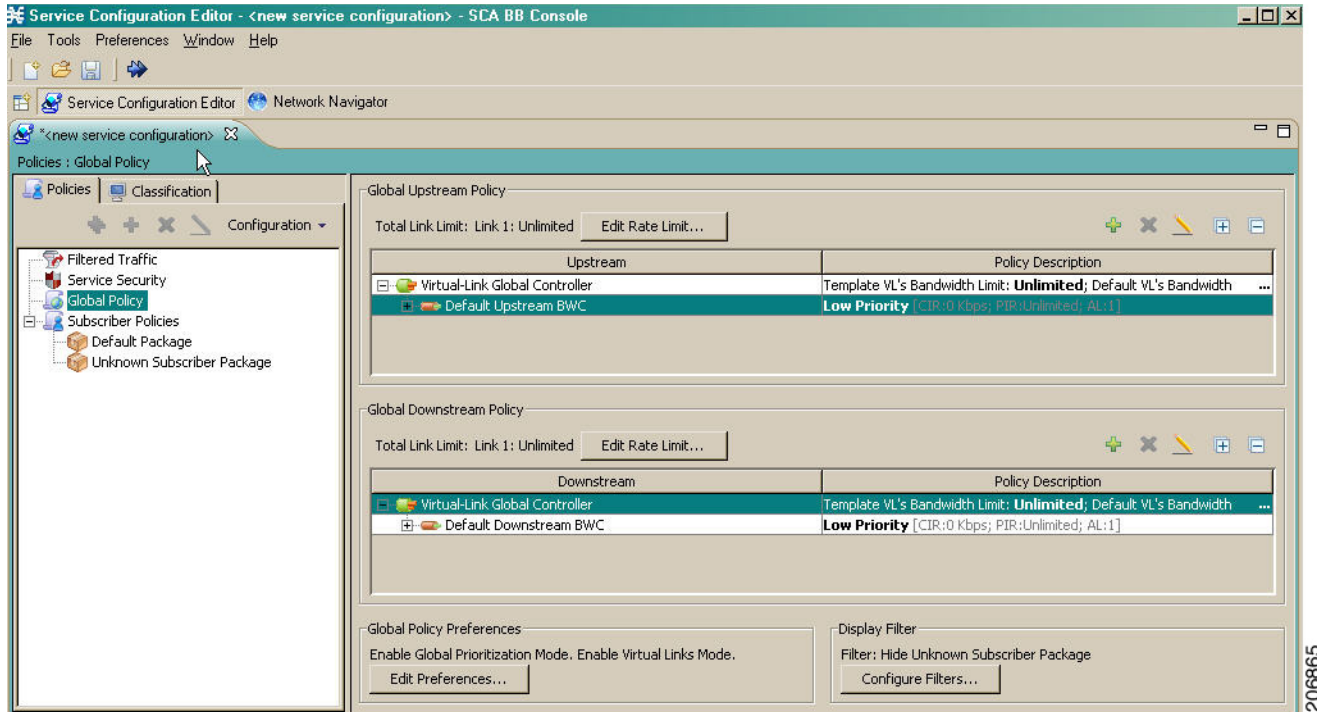 Service Configuration Editor - <new service configuration> - SCA BB Console
File Tools Preferences Window Help
Service Configuration Editor Network Navigator
*<new service configuration>
Policies : Global Policy
Policies Classification
Configuration
Filtered Traffic
Service Security
Global Policy
Subscriber Policies
Default Package
Unknown Subscriber Package
Global Upstream Policy
Total Link Limit: Link 1: Unlimited Edit Rate Limit...
Upstream Policy Description
Virtual-Link Global Controller Template VL's Bandwidth Limit: Unlimited; Default VL's Bandwidth ...
Default Upstream BWC Low Priority [CIR:0 Kbps; PIR:Unlimited; AL:1]
Global Downstream Policy
Total Link Limit: Link 1: Unlimited Edit Rate Limit...
Downstream Policy Description
Virtual-Link Global Controller Template VL's Bandwidth Limit: Unlimited; Default VL's Bandwidth ...
Default Downstream BWC Low Priority [CIR:0 Kbps; PIR:Unlimited; AL:1]
Global Policy Preferences
Enable Global Prioritization Mode. Enable Virtual Links Mode.
Edit Preferences...
Display Filter
Filter: Hide Unknown Subscriber Package
Configure Filters...
206865